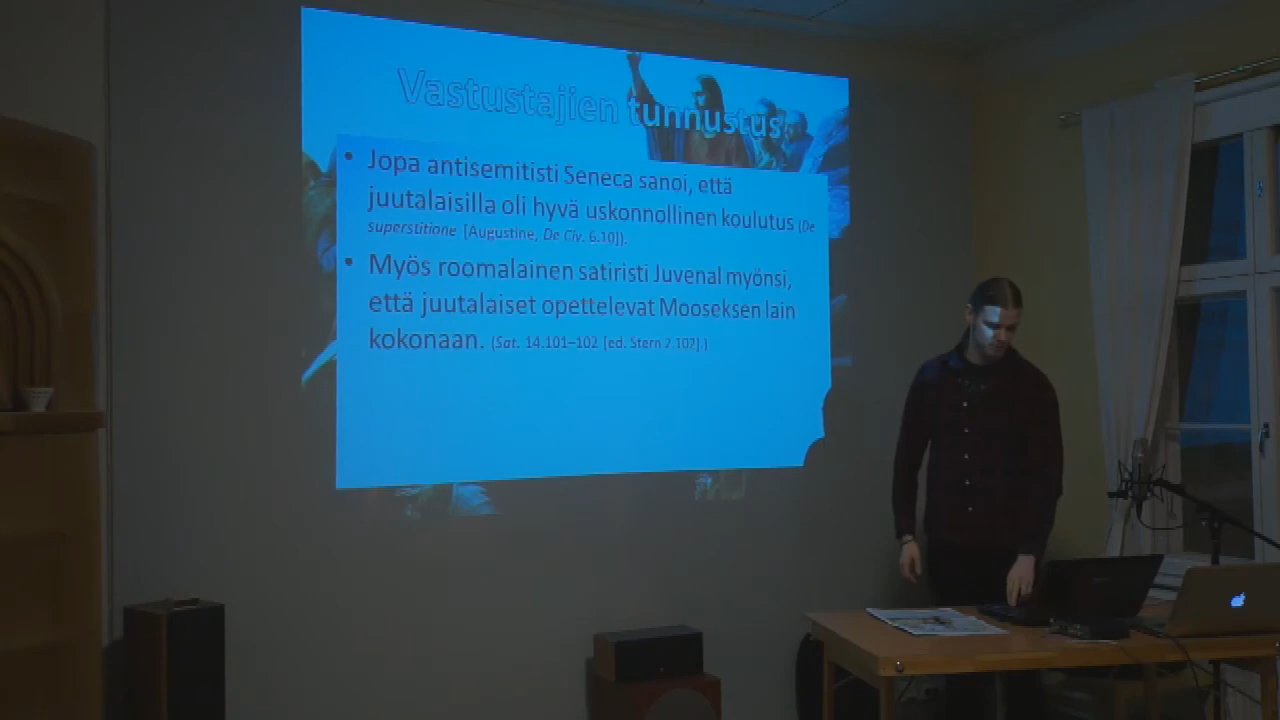 Vastustajien tunnustus
• Jopa antisemitisti Seneca sanoi, että
juutalaisilla oli hyvä uskonnollinen koulutus (De
superstitione [Augustine, De Civ. 6.10]).
• Myös roomalainen satiristi Juvenal myönsi,
että juutalaiset opettelevat Mooseksen lain
kokonaan. (Sat. 14.101–102 [ed. Stern 2.107].)